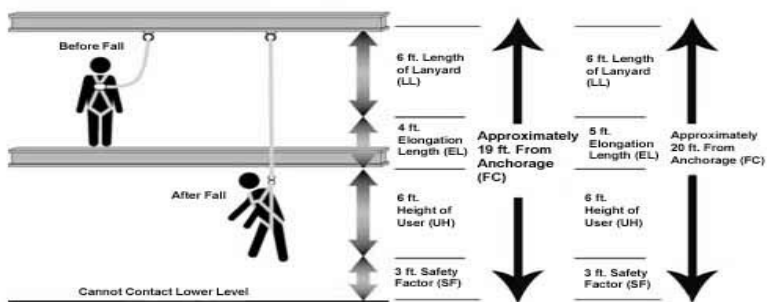 Before Fall
After Fall
Cannot Contact Lower Level
6 ft. Length
of Lanyard
(LL)
4 ft.
Elongation
Length (EL)
6 ft.
Height of
User (UH)
3 ft. Safety
Factor (SF)
Approximately
19 ft. From
Anchorage
(FC)
6 ft. Length
of Lanyard
(LL)
5 ft.
Elongation
Length (EL)
6 ft.
Height of
User (UH)
3 ft. Safety
Factor (SF)
Approximately
20 ft. From
Anchorage (FC)